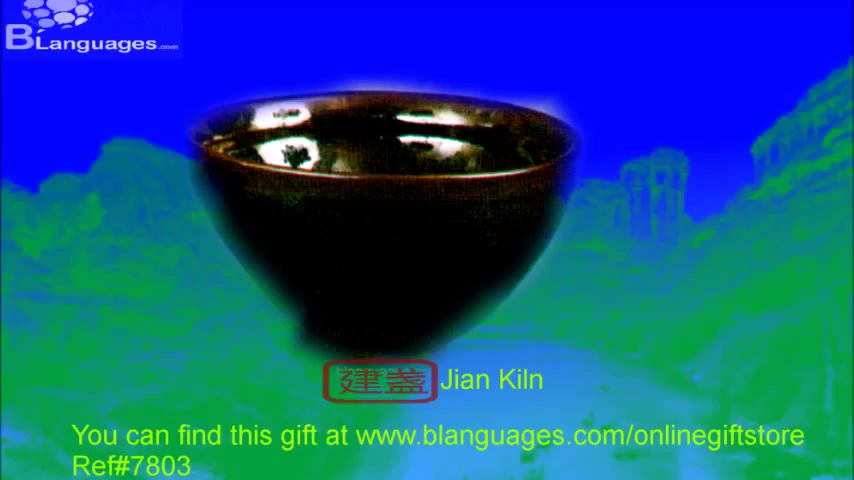 BLanguages.com
建盏 Jian Kiln
You can find this gift at www.blanguages.com/onlinegiftstore
Ref#7803